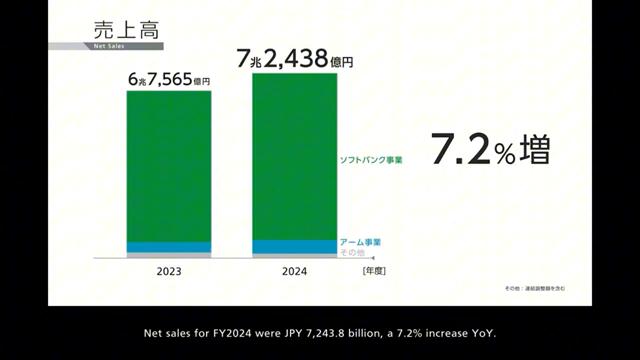 売上高
Net Sales
6兆7,565億円
7兆2,438億円
7.2%増
ソフトバンク事業
アーム事業
その他
2023
2024
[年度]
その他：連結調整額を含む
Net sales for FY2024 were JPY 7,243.8 billion, a 7.2% increase YoY.